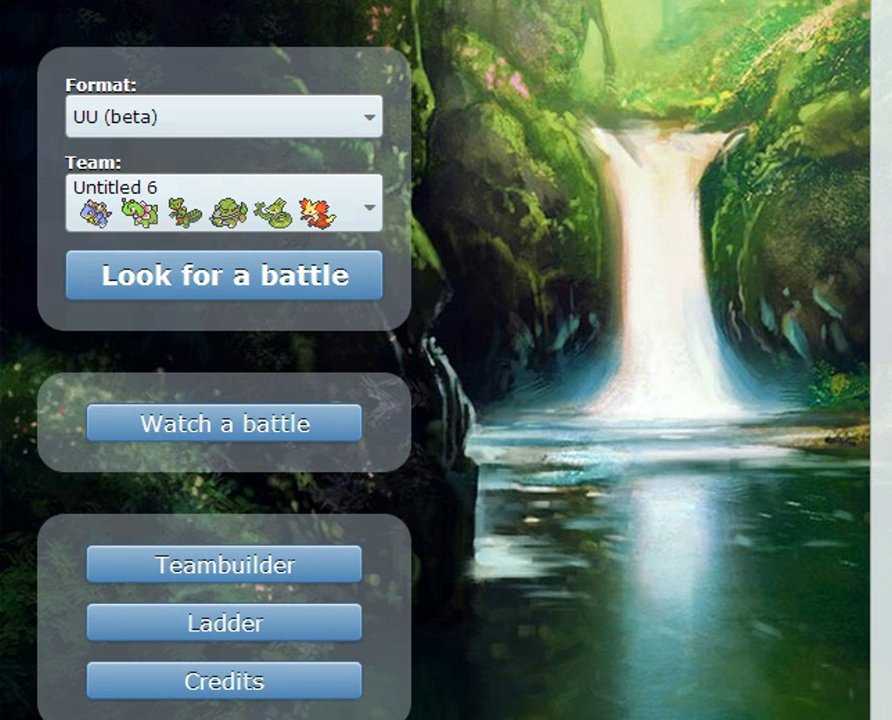 Format:
UU (beta)
Team:
Untitled 6
Look for a battle
Watch a battle
Teambuilder
Ladder
Credits